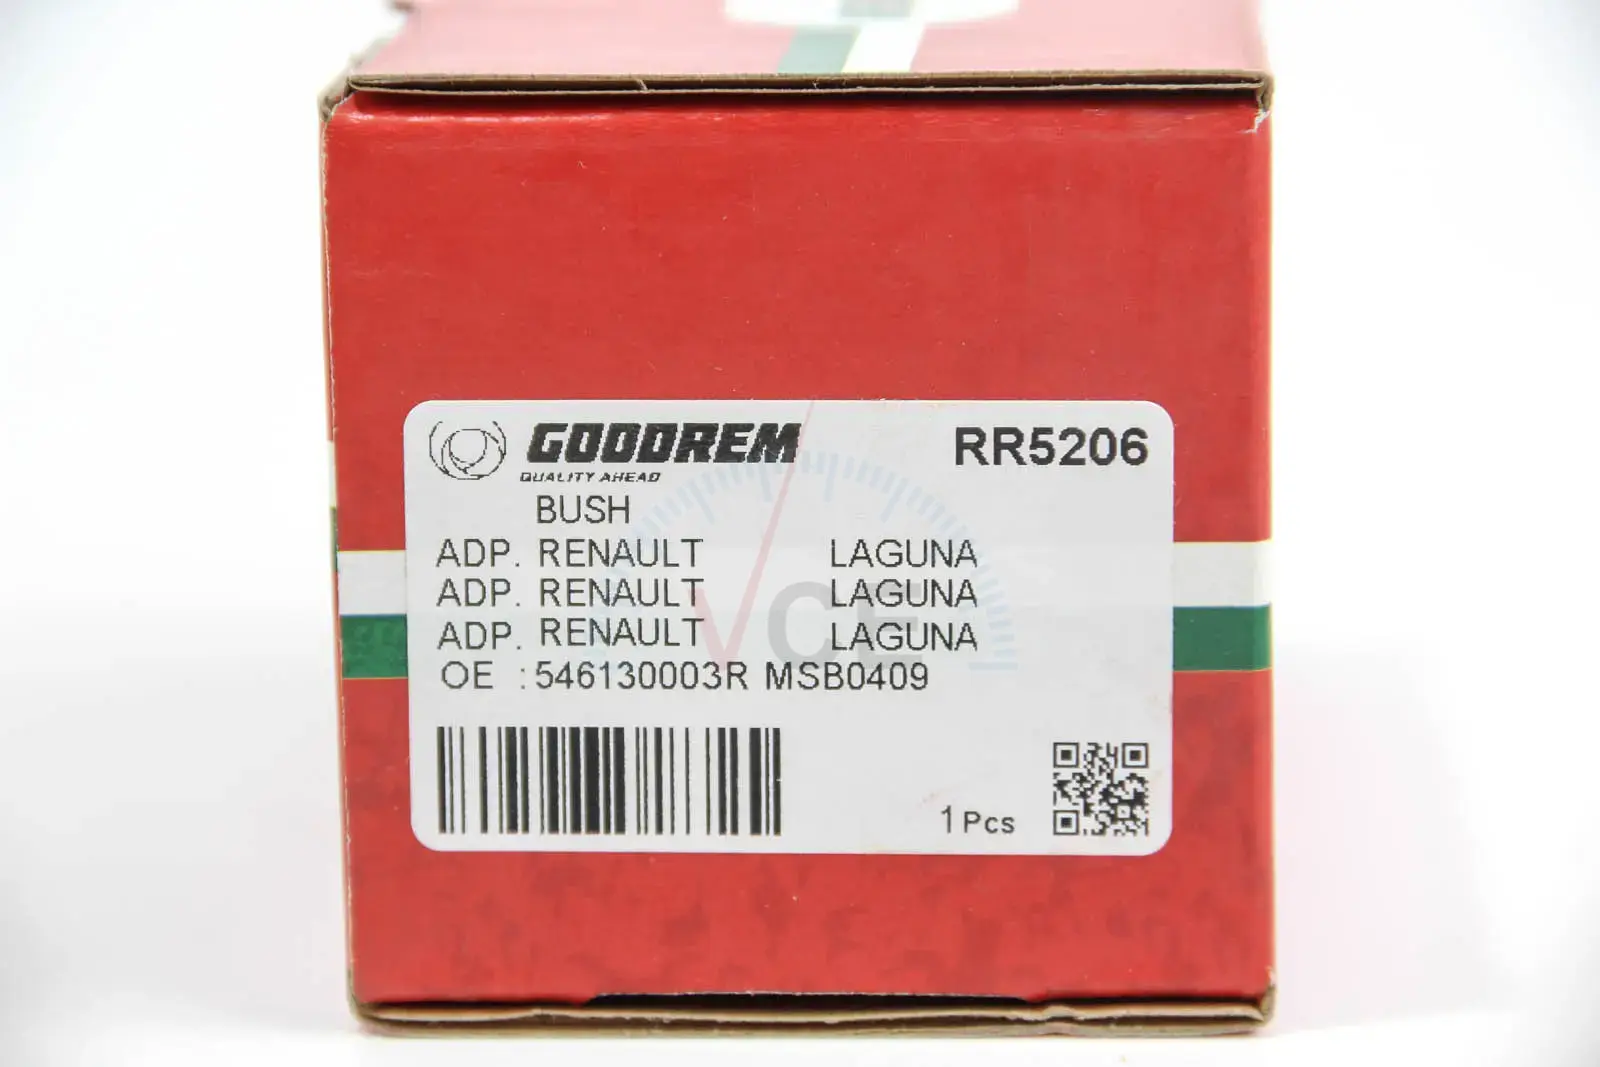 GOODREM RR5206
QUALITY AHEAD
BUSH
ADP. RENAULT LAGUNA
ADP. RENAULT LAGUNA
ADP. RENAULT LAGUNA
VCE
OE :546130003R MSB0409
1 Pcs